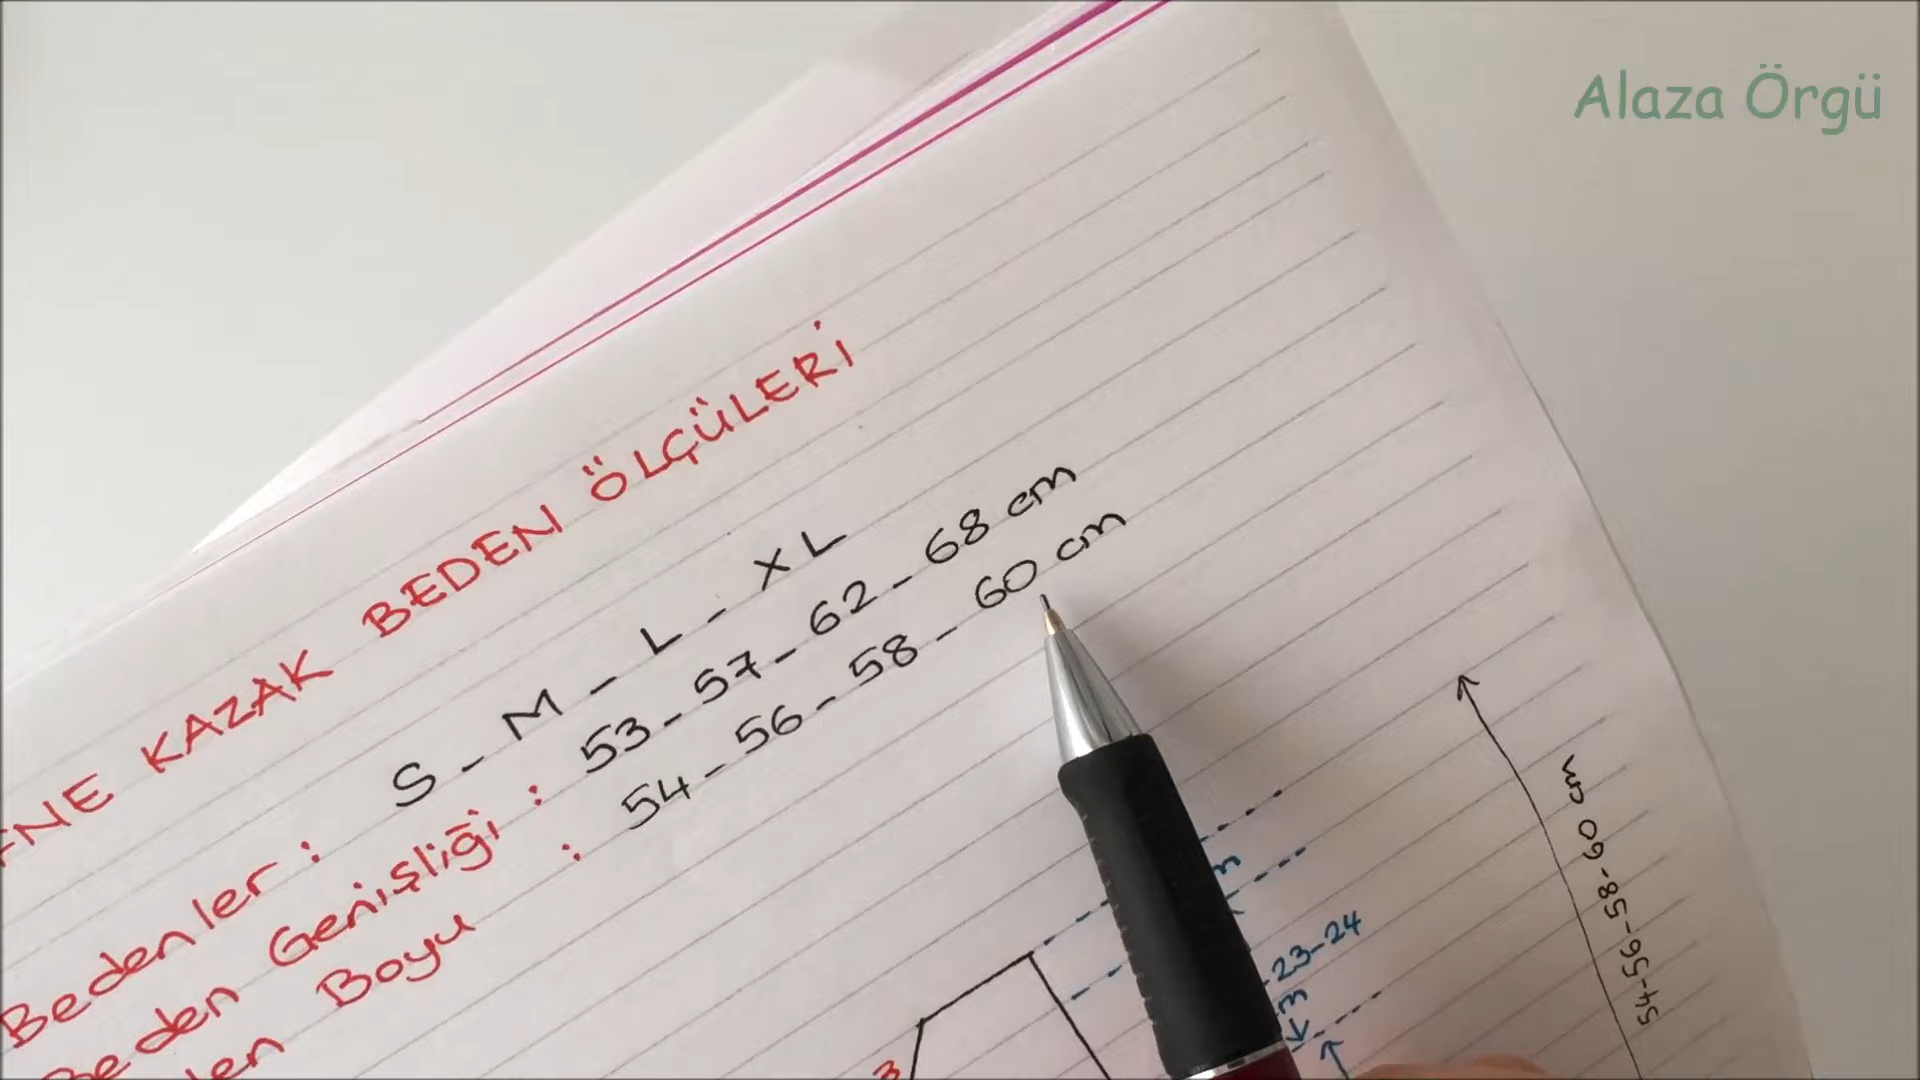 Alaza Örgü
KAZAK BEDEN ÖLÇÜLERİ
Bedenler : S - M - L - XL
Beden Genişliği : 53 - 57 - 62 - 68 cm
Boyu : 54 - 56 - 58 - 60 cm
54-56-58-60 cm
23-24
3